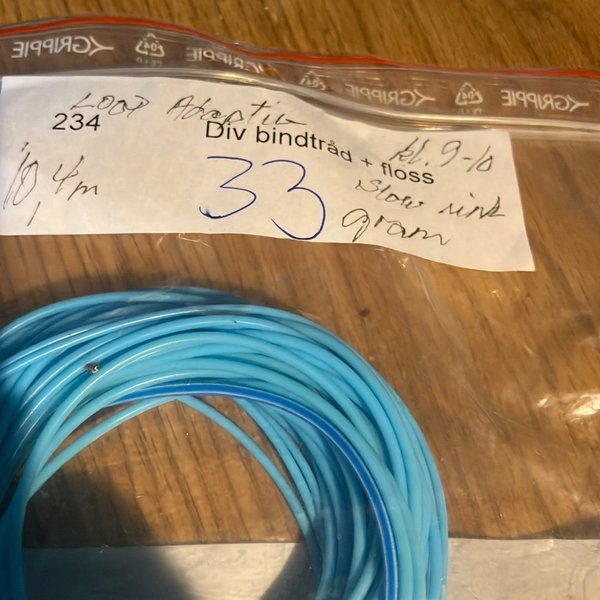 GRIPPIE GRIPPIE GRIPPIE
LOOP Adaptiv
234 Div bindtråd + floss
kl. 9-10
10,4m 33 Slow sink
gram